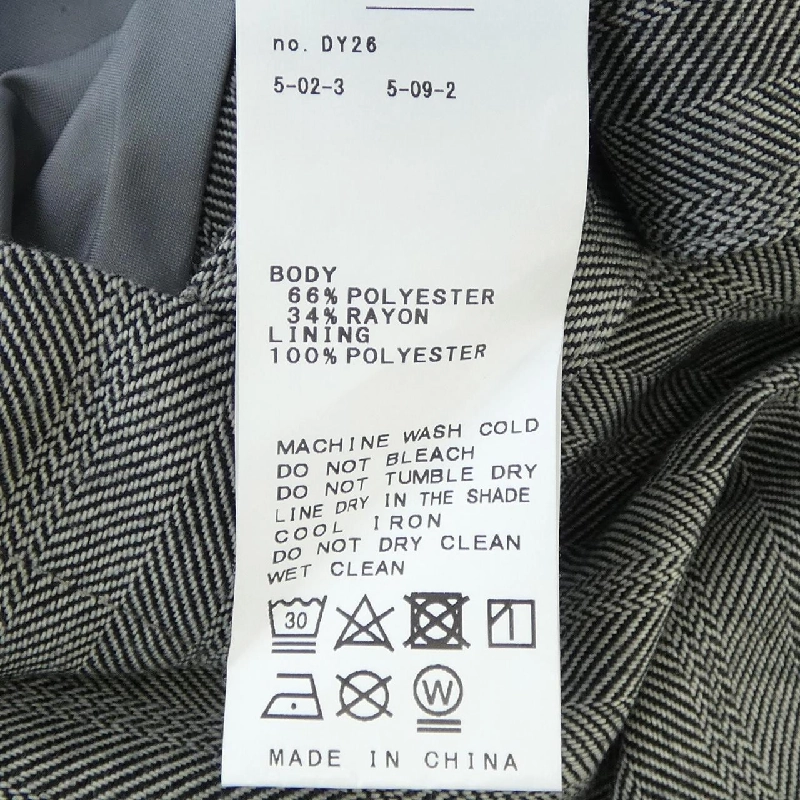 no. DY26
5-02-3 5-09-2
BODY
66% POLYESTER
34% RAYON
LINING
100% POLYESTER
MACHINE WASH COLD
DO NOT BLEACH
DO NOT TUMBLE DRY
LINE DRY IN THE SHADE
COOL IRON
DO NOT DRY CLEAN
WET CLEAN
30
W
MADE IN CHINA